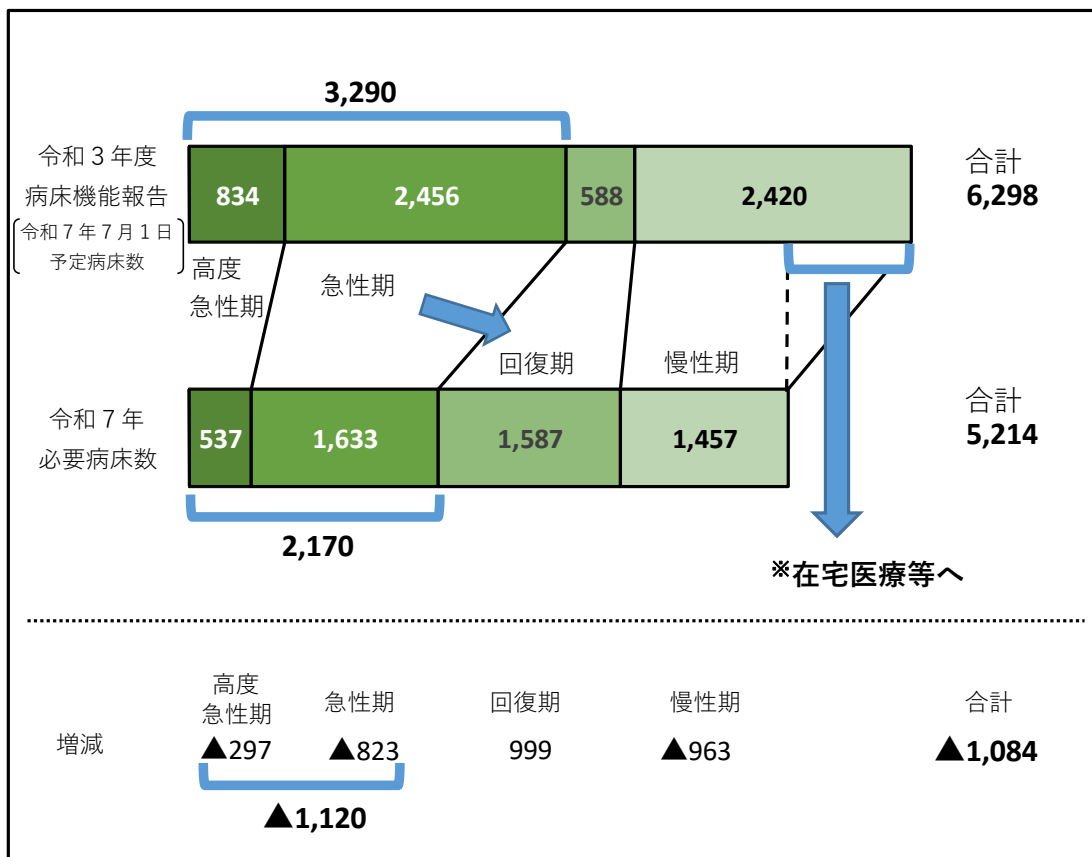 3,290
令和３年度
病床機能報告
令和７年７月１日
予定病床数
834
2,456
588
2,420
合計
6,298
高度
急性期
急性期
回復期
慢性期
令和７年
必要病床数
537
1,633
1,587
1,457
合計
5,214
2,170
※在宅医療等へ
高度
急性期
急性期
回復期
慢性期
合計
増減
▲297
▲823
999
▲963
▲1,084
▲1,120